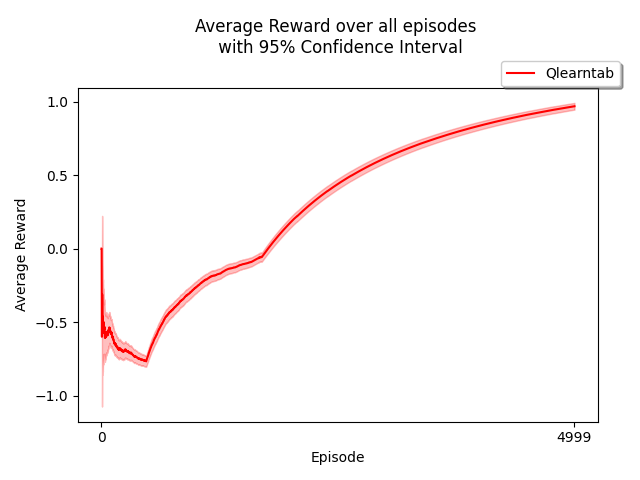 Average Reward over all episodes
with 95% Confidence Interval
Qlearntab
1.0
0.5
0.0
−0.5
−1.0
Average Reward
0
4999
Episode